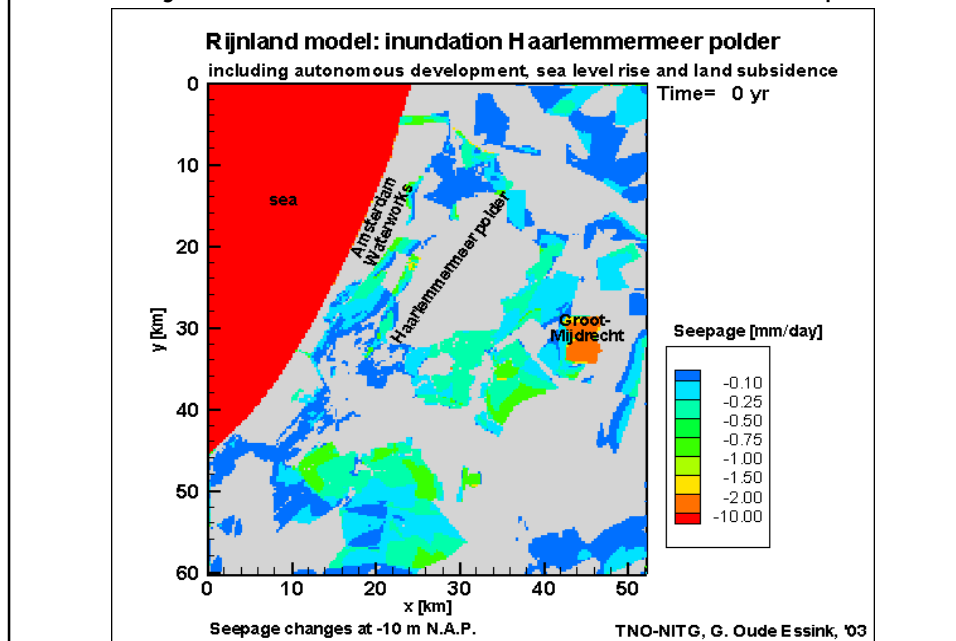 Rijnland model: inundation Haarlemmermeer polder
including autonomous development, sea level rise and land subsidence
Time= 0 yr
0
10
20
30
40
50
60
y [km]
sea
Amsterdam
Waterworks
Haarlemmermeer polder
Groot-
Mijdrecht
Seepage [mm/day]
-0.10
-0.25
-0.50
-0.75
-1.00
-1.50
-2.00
-10.00
0 10 20 30 40 50
x [km]
Seepage changes at -10 m N.A.P.
TNO-NITG, G. Oude Essink, '03